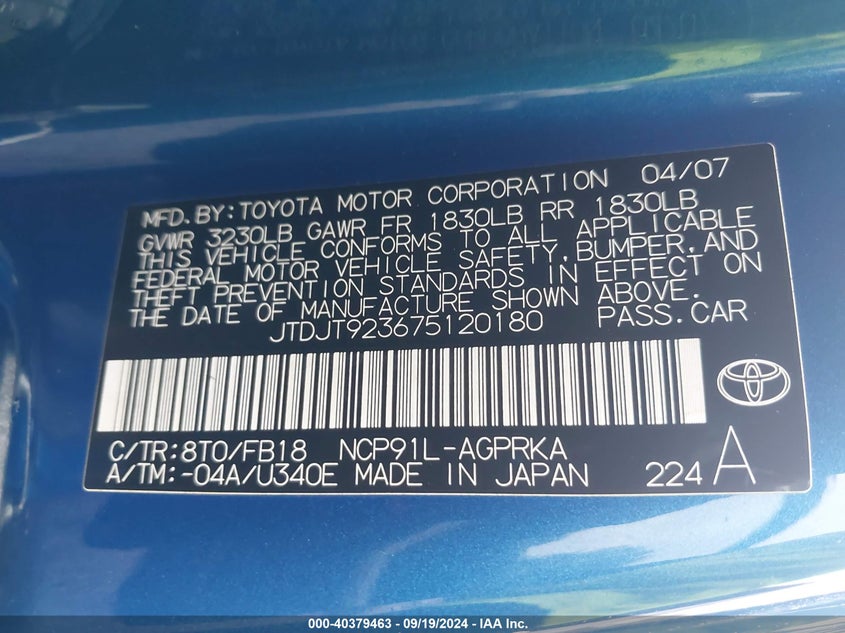 MFD.BY:TOYOTA MOTOR CORPORATION 04/07
GVWR 3230LB GAWR FR 1830LB RR 1830LB
THIS VEHICLE CONFORMS TO ALL APPLICABLE
FEDERAL MOTOR VEHICLE SAFETY,BUMPER,AND
THEFT PREVENTION STANDARDS IN EFFECT ON
THE DATE OF MANUFACTURE SHOWN ABOVE.
JTDJT923675120180 PASS.CAR
C/TR:8T0/FB18 NCP91L-AGPRKA
A/TM:-04A/U340E MADE IN JAPAN 224 A
000-40379463 - 09/19/2024 - IAA Inc.